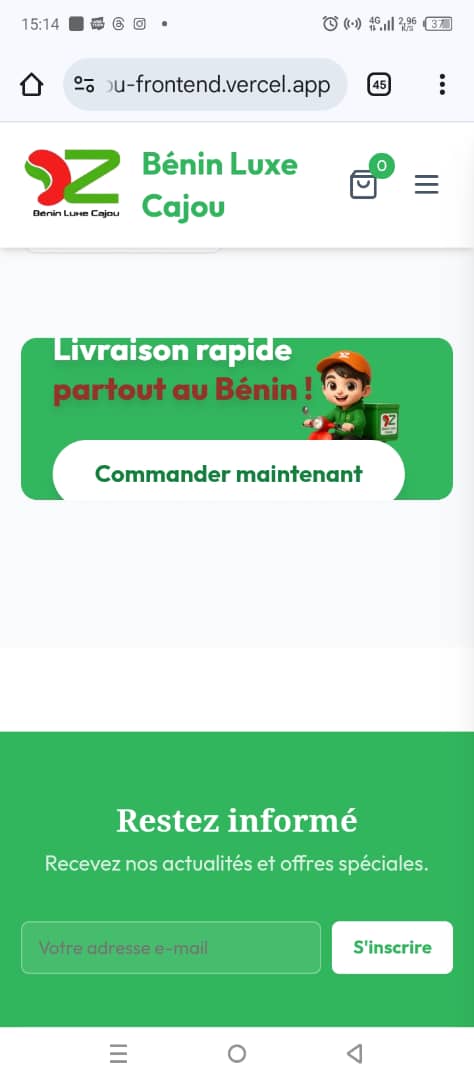 15:14
4G
2,96
K/S
37
ou-frontend.vercel.app
45
Bénin Luxe Cajou
Bénin Luxe
Cajou
0
Livraison rapide
partout au Bénin !
Commander maintenant
Restez informé
Recevez nos actualités et offres spéciales.
Votre adresse e-mail
S'inscrire